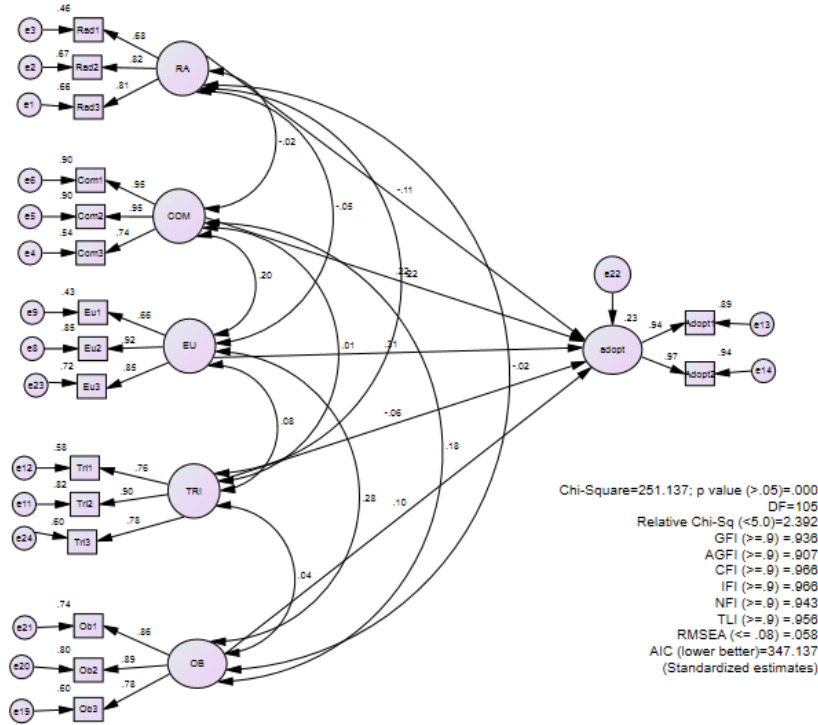 .46
e3
Rad1
.68
.67
e2
Rad2
.82
RA
.66
.81
e1
Rad3
-.02
.90
e6
Com1
.95
-.11
.90
e5
Com2
.95
COM
-.05
.54
e4
Com3
.74
.20
.22
e22
.43
e9
Eu1
.66
.23
.89
.94
Adopt1
e13
.85
e8
Eu2
.92
EU
.01
adopt
.72
.85
e23
Eu3
.97
.94
Adopt2
e14
-.02
.08
-.06
.58
e12
Tri1
.76
.18
.82
e11
Tri2
.90
TRI
.28
.10
.60
e24
Tri3
.78
.04
.74
e21
Ob1
.86
.80
e20
Ob2
.89
OB
.60
.78
e19
Ob3
Chi-Square=251.137; p value (>.05)=.000
DF=105
Relative Chi-Sq (<5.0)=2.392
GFI (>=.9) =.936
AGFI (>=.9) =.907
CFI (>=.9) =.966
IFI (>=.9) =.966
NFI (>=.9) =.943
TLI (>=.9) =.956
RMSEA (<= .08) =.058
AIC (lower better)=347.137
(Standardized estimates)